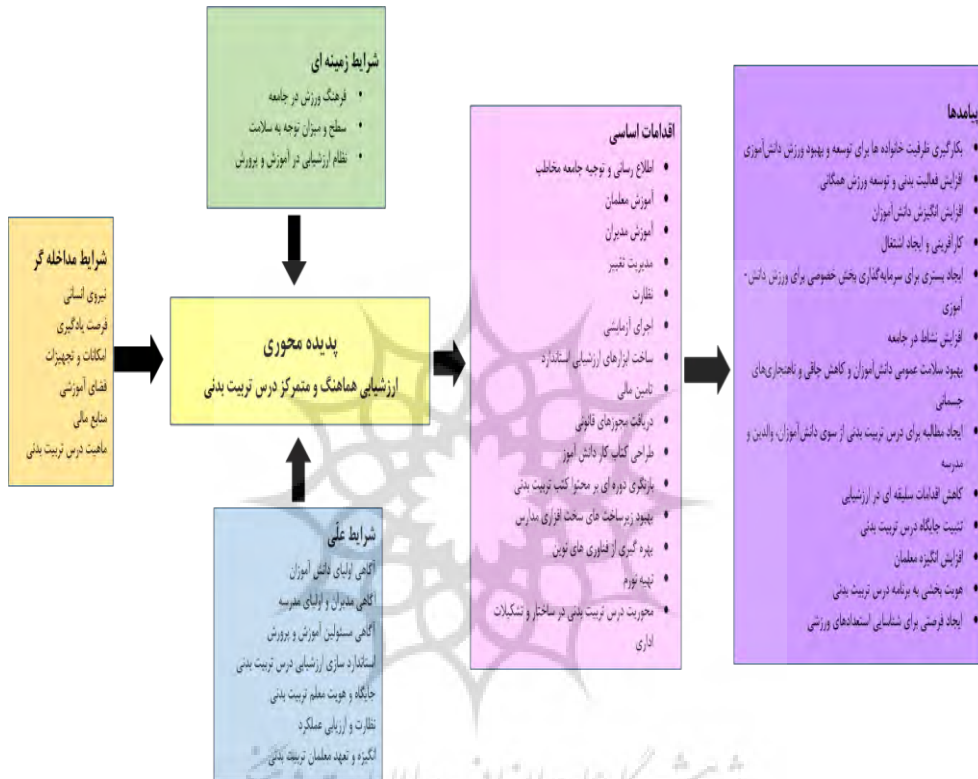 شرایط زمینه ای
• فرهنگ ورزش در جامعه
• سطح و میزان توجه به سلامت
• نظام ارزشیابی در آموزش و پرورش
شرایط مداخله گر
نیروی انسانی
فرصت یادگیری
امکانات و تجهیزات
فضای آموزشی
منابع مالی
ماهیت درس تربیت بدنی
پدیده محوری
ارزشیابی هماهنگ و متمرکز درس تربیت بدنی
شرایط علّی
آگاهی اولیای دانش آموزان
آگاهی مدیران و اولیای مدرسه
آگاهی مسئولین آموزش و پرورش
استاندارد سازی ارزشیابی درس تربیت بدنی
جایگاه و هویت معلم تربیت بدنی
نظارت و ارزیابی عملکرد
انگیزه و تعهد معلمان تربیت بدنی
اقدامات اساسی
• اطلاع رسانی و توجیه جامعه مخاطب
• آموزش معلمان
• آموزش مدیران
• مدیریت تغییر
• نظارت
• اجرای آزمایشی
• ساخت ابزارهای ارزشیابی استاندارد
• تامین مالی
• دریافت مجوزهای قانونی
• طراحی کتاب کار دانش آموز
• بازنگری دوره ای بر محتوا کتب تربیت بدنی
• بهبود زیرساخت های سخت افزاری مدارس
• بهره گیری از فناوری های نوین
• تهیه نورم
• محوریت درس تربیت بدنی در ساختار و تشکیلات
اداری
پیامدها
• بکارگیری ظرفیت خانواده ها برای توسعه و بهبود ورزش دانش‌آموزی
• افزایش فعالیت بدنی و توسعه ورزش همگانی
• افزایش انگیزش دانش‌آموزان
• کارآفرینی و ایجاد اشتغال
• ایجاد بستری برای سرمایه‌گذاری بخش خصوصی برای ورزش دانش-
آموزی
• افزایش نشاط در جامعه
• بهبود سلامت عمومی دانش‌آموزان و کاهش چاقی و ناهنجاری‌های
جسمانی
• ایجاد مطالبه برای درس تربیت بدنی از سوی دانش‌آموزان، والدین و
مدرسه
• کاهش اقدامات سلیقه ای در ارزشیابی
• تثبیت جایگاه درس تربیت بدنی
• افزایش انگیزه معلمان
• هویت بخشی به برنامه درس تربیت بدنی
• ایجاد فرصتی برای شناسایی استعدادهای ورزشی